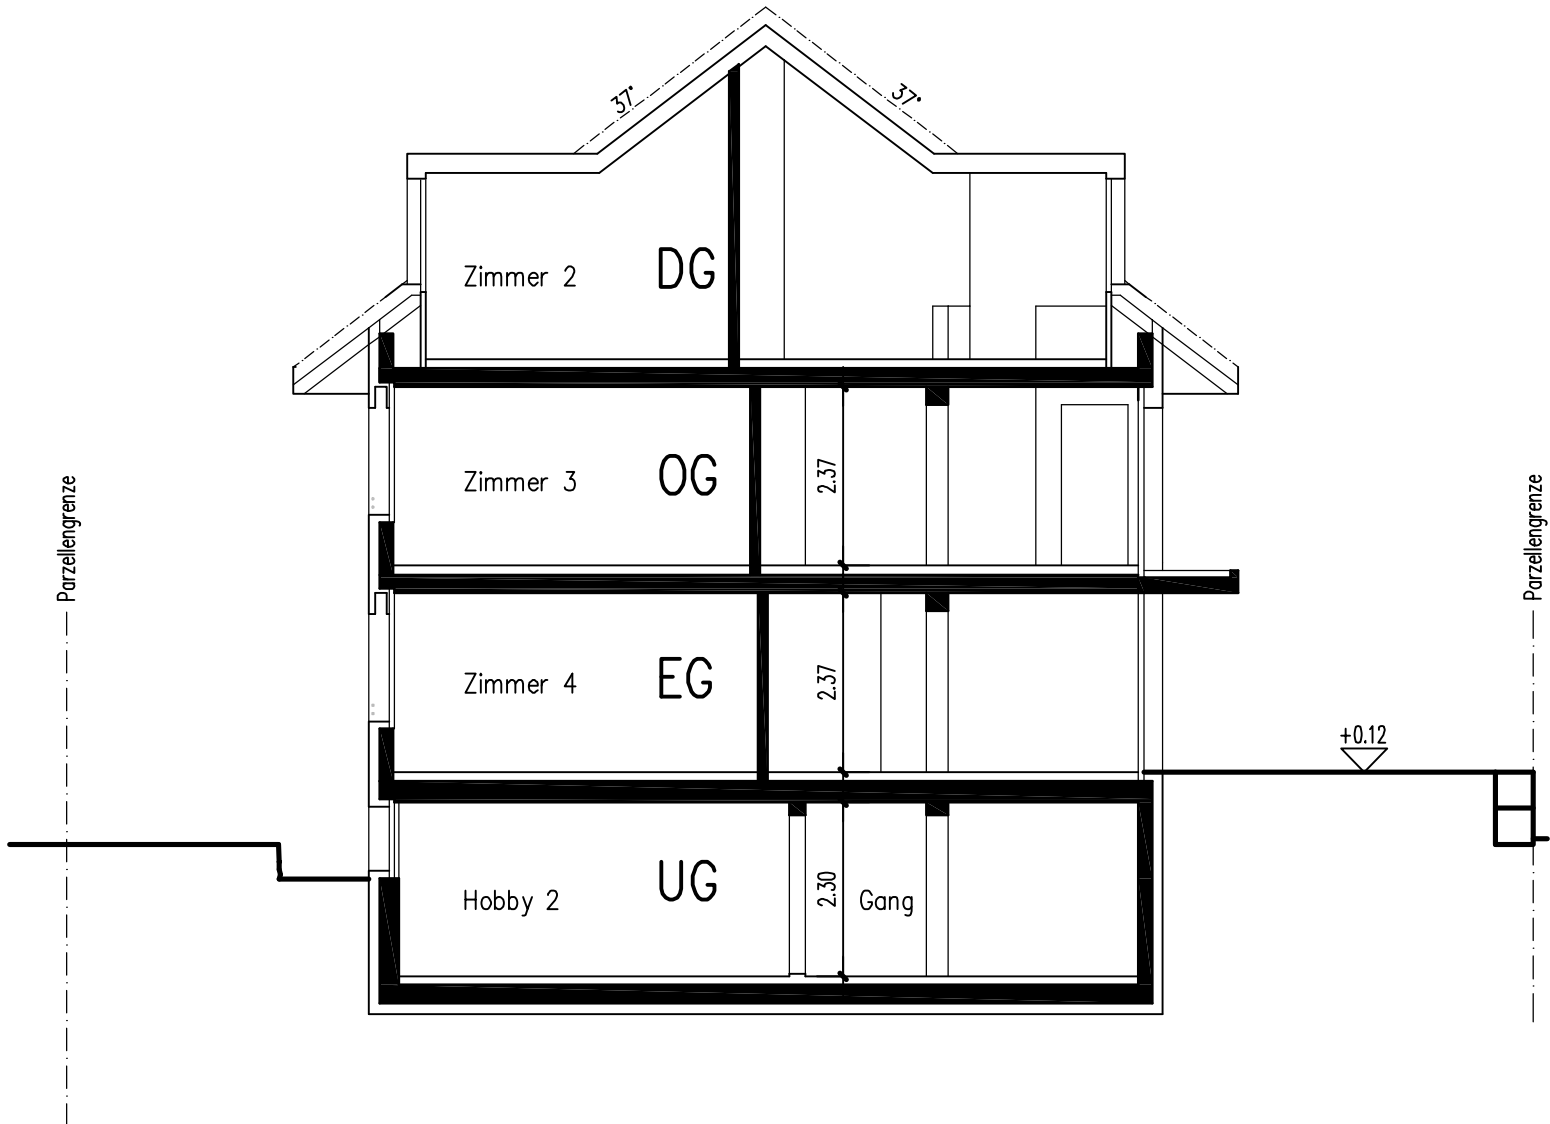 37°
37°
Zimmer 2
DG
Zimmer 3
OG
2.37
Parzellengrenze
Parzellengrenze
Zimmer 4
EG
2.37
+0.12
Hobby 2
UG
2.30
Gang